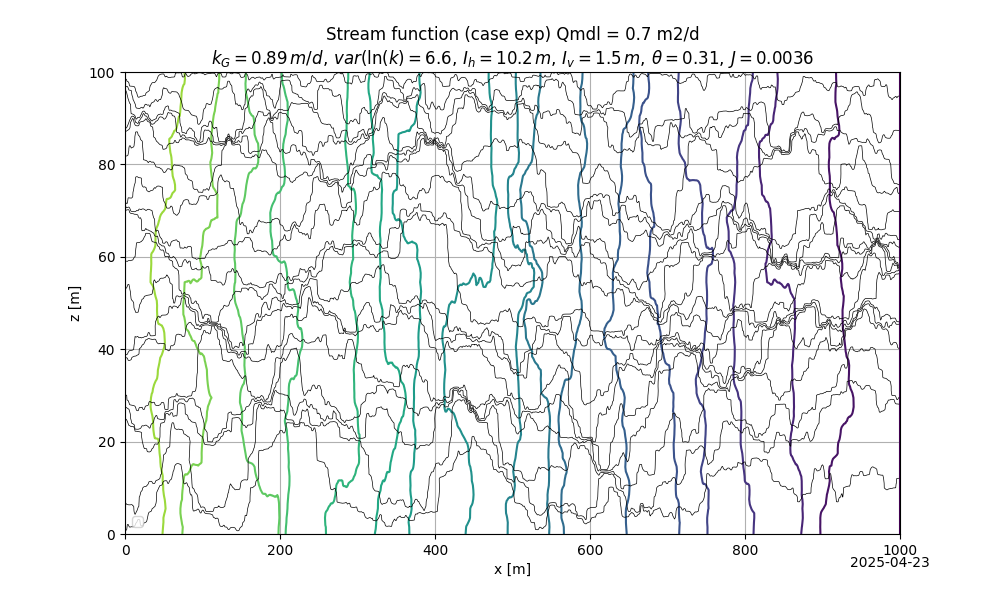 Stream function (case exp) Qmdl = 0.7 m2/d
k_G = 0.89 m/d, var(ln(k) = 6.6, I_h = 10.2 m, I_v = 1.5 m, θ = 0.31, J = 0.0036
100
80
60
40
20
0
z [m]
0 200 400 600 800 1000
x [m]
2025-04-23